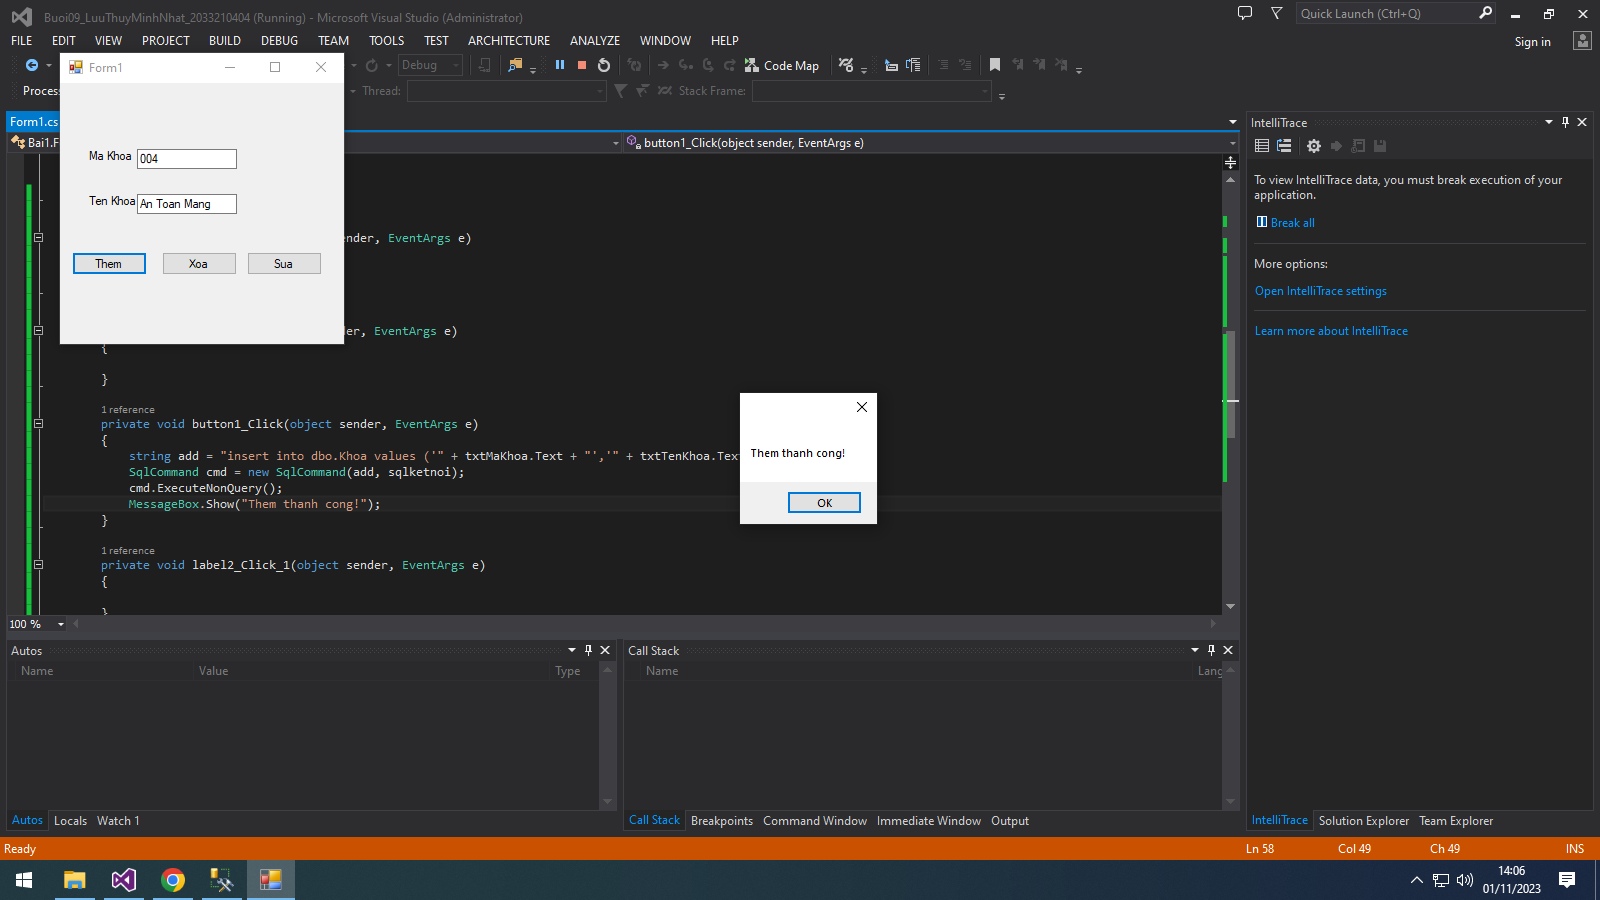 Buoi09_LuuThuyMinhNhat_2033210404 (Running) - Microsoft Visual Studio (Administrator)
Quick Launch (Ctrl+Q)
FILE EDIT VIEW PROJECT BUILD DEBUG TEAM TOOLS TEST ARCHITECTURE ANALYZE WINDOW HELP
Sign in
Form1
Debug
Code Map
Proces
Thread:
Stack Frame:
Form1.cs
Bai1.F
button1_Click(object sender, EventArgs e)
Ma Khoa 004
Ten Khoa An Toan Mang
Them Xoa Sua
ender, EventArgs e)
der, EventArgs e)
{
}
1 reference
private void button1_Click(object sender, EventArgs e)
{
string add = "insert into dbo.Khoa values ('" + txtMaKhoa.Text + "','" + txtTenKhoa.Text
SqlCommand cmd = new SqlCommand(add, sqlketnoi);
cmd.ExecuteNonQuery();
MessageBox.Show("Them thanh cong!");
}
1 reference
private void label2_Click_1(object sender, EventArgs e)
{
}
Them thanh cong!
OK
100 %
IntelliTrace
To view IntelliTrace data, you must break execution of your
application.
Break all
More options:
Open IntelliTrace settings
Learn more about IntelliTrace
Autos
Name Value Type
Call Stack
Name Lang
Autos Locals Watch 1
Call Stack Breakpoints Command Window Immediate Window Output
IntelliTrace Solution Explorer Team Explorer
Ready
Ln 58 Col 49 Ch 49 INS
14:06
01/11/2023